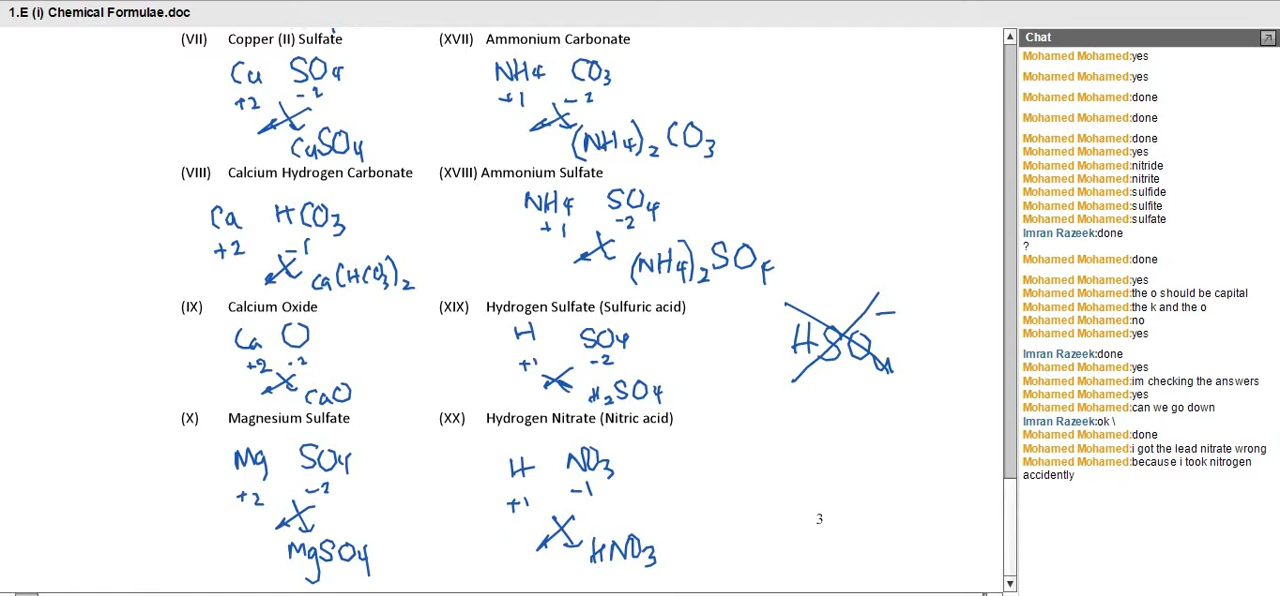 1.E (i) Chemical Formulae.doc
(VII) Copper (II) Sulfate
Cu SO4
+2 -2
CuSO4
(VIII) Calcium Hydrogen Carbonate
Ca HCO3
+2 -1
Ca(HCO3)2
(IX) Calcium Oxide
Ca O
+2 -2
CaO
(X) Magnesium Sulfate
Mg SO4
+2 -2
MgSO4
(XVII) Ammonium Carbonate
NH4 CO3
+1 -2
(NH4)2 CO3
(XVIII) Ammonium Sulfate
NH4 SO4
+1 -2
(NH4)2SO4
(XIX) Hydrogen Sulfate (Sulfuric acid)
H SO4
+1 -2
H2SO4
(XX) Hydrogen Nitrate (Nitric acid)
H NO3
+1 -1
HNO3
HSO4 -
3
Chat
Mohamed Mohamed:yes
Mohamed Mohamed:yes
Mohamed Mohamed:done
Mohamed Mohamed:done
Mohamed Mohamed:done
Mohamed Mohamed:yes
Mohamed Mohamed:nitride
Mohamed Mohamed:nitrite
Mohamed Mohamed:sulfide
Mohamed Mohamed:sulfite
Mohamed Mohamed:sulfate
Imran Razeek:done
?
Mohamed Mohamed:done
Mohamed Mohamed:yes
Mohamed Mohamed:the o should be capital
Mohamed Mohamed:the k and the o
Mohamed Mohamed:no
Mohamed Mohamed:yes
Imran Razeek:done
Mohamed Mohamed:yes
Mohamed Mohamed:im checking the answers
Mohamed Mohamed:yes
Mohamed Mohamed:can we go down
Imran Razeek:ok \
Mohamed Mohamed:done
Mohamed Mohamed:i got the lead nitrate wrong
Mohamed Mohamed:because i took nitrogen
accidently